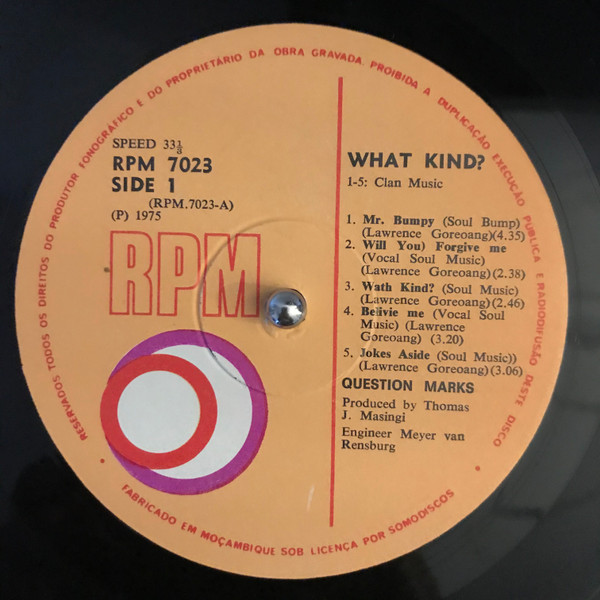 RESERVADOS TODOS OS DIREITOS DO PRODUTOR FONOGRÁFICO E DO PROPRIETÁRIO DA OBRA GRAVADA. PROIBIDA A DUPLICAÇÃO EXECUÇÃO PUBLICA E RADIODIFUSÃO DESTE DISCO
SPEED 33⅓
RPM 7023
SIDE 1
(RPM.7023-A)
(P) 1975
RPM
WHAT KIND?
1-5: Clan Music
1. Mr. Bumpy (Soul Bump)
(Lawrence Goreoang)(4.35)
2. Will You) Forgive me
(Vocal Soul Music)
(Lawrence Goreoang)(2.38)
3. Wath Kind? (Soul Music)
(Lawrence Goreoang)(2.46)
4. Belivie me (Vocal Soul
Music) (Lawrence
Goreoang) (3.20)
5. Jokes Aside (Soul Music))
(Lawrence Goreoang)(3.06)
QUESTION MARKS
Produced by Thomas
J. Masingi
Engineer Meyer van
Rensburg
FABRICADO EM MOÇAMBIQUE SOB LICENÇA POR SOMODISCOS